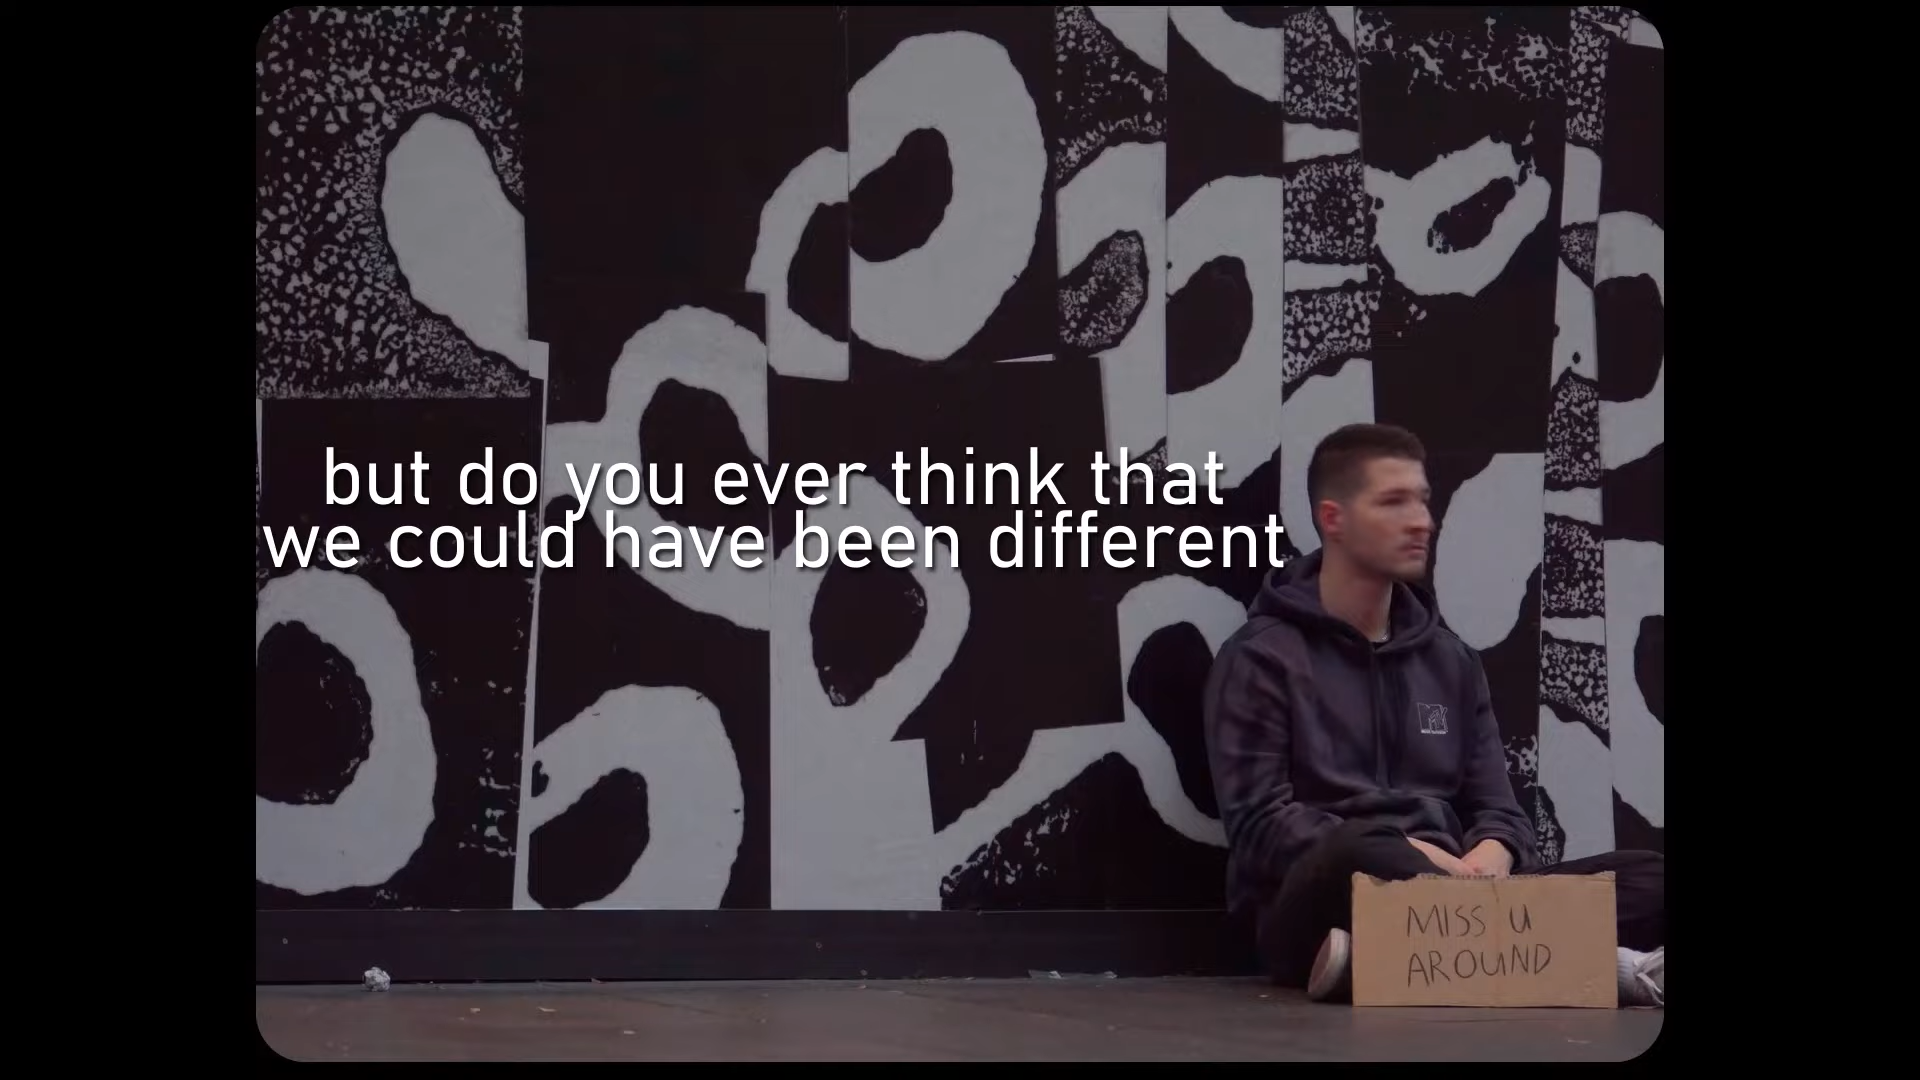 but do you ever think that
we could have been different
MISS U
AROUND